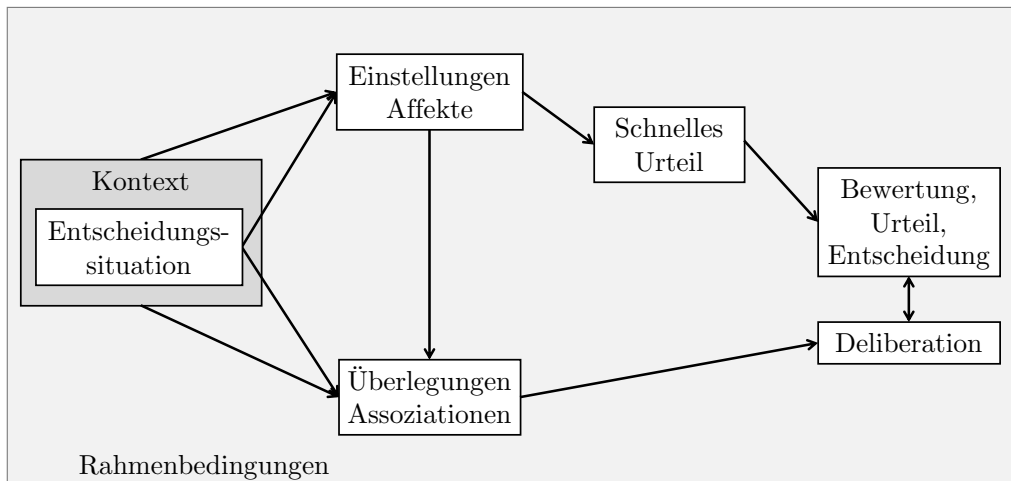 Einstellungen
Affekte
Schnelles
Urteil
Kontext
Entscheidungs-
situation
Bewertung,
Urteil,
Entscheidung
Deliberation
Überlegungen
Assoziationen
Rahmenbedingungen